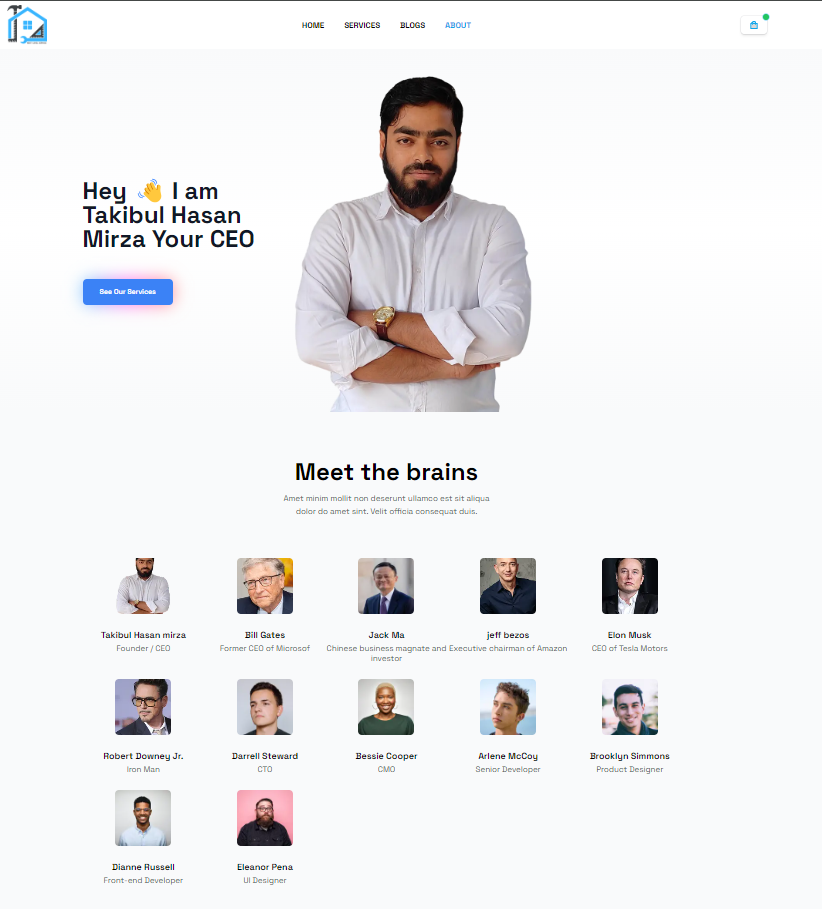 HOME SERVICES BLOGS ABOUT
Hey 👋 I am
Takibul Hasan
Mirza Your CEO
See Our Services
Meet the brains
Amet minim mollit non deserunt ullamco est sit aliqua
dolor do amet sint. Velit officia consequat duis.
Takibul Hasan mirza
Founder / CEO
Bill Gates
Former CEO of Microsof
Jack Ma
Chinese business magnate and
investor
jeff bezos
Executive chairman of Amazon
Elon Musk
CEO of Tesla Motors
Robert Downey Jr.
Iron Man
Darrell Steward
CTO
Bessie Cooper
CMO
Arlene McCoy
Senior Developer
Brooklyn Simmons
Product Designer
Dianne Russell
Front-end Developer
Eleanor Pena
UI Designer